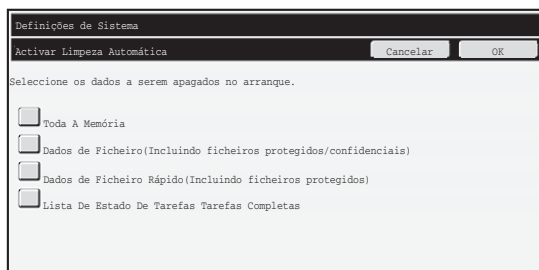 Definições de Sistema
Activar Limpeza Automática Cancelar OK
Seleccione os dados a serem apagados no arranque.
Toda A Memória
Dados de Ficheiro(Incluindo ficheiros protegidos/confidenciais)
Dados de Ficheiro Rápido(Incluindo ficheiros protegidos)
Lista De Estado De Tarefas Tarefas Completas